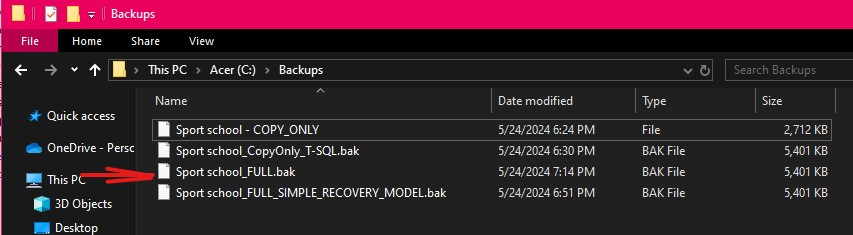 Backups
File Home Share View
This PC Acer (C:) Backups Search Backups
Name Date modified Type Size
Quick access
OneDrive - Persc
This PC
3D Objects
Desktop
Sport school - COPY_ONLY 5/24/2024 6:24 PM File 2,712 KB
Sport school_CopyOnly_T-SQL.bak 5/24/2024 6:30 PM BAK File 5,401 KB
Sport school_FULL.bak 5/24/2024 7:14 PM BAK File 5,401 KB
Sport school_FULL_SIMPLE_RECOVERY_MODEL.bak 5/24/2024 6:51 PM BAK File 5,401 KB